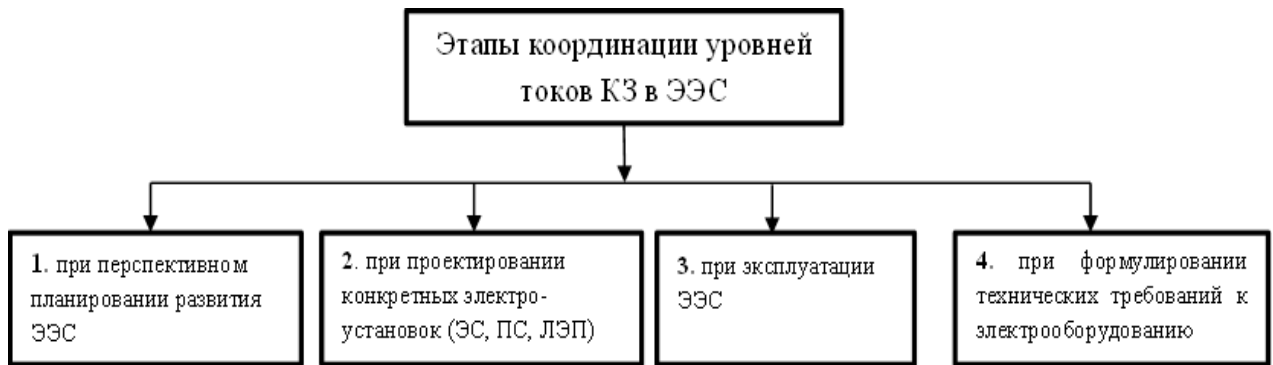 Этапы координации уровней
токов КЗ в ЭЭС
1. при перспективном
планировании развития
ЭЭС
2. при проектировании
конкретных электро-
установок (ЭС, ПС, ЛЭП)
3. при эксплуатации
ЭЭС
4. при формулировании
технических требований к
электрооборудованию